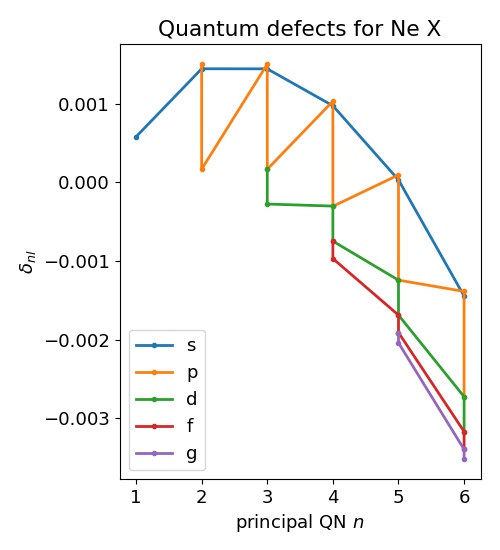 Quantum defects for Ne X
0.001
0.000
−0.001
−0.002
−0.003
δnl
s
p
d
f
g
1 2 3 4 5 6
principal QN n